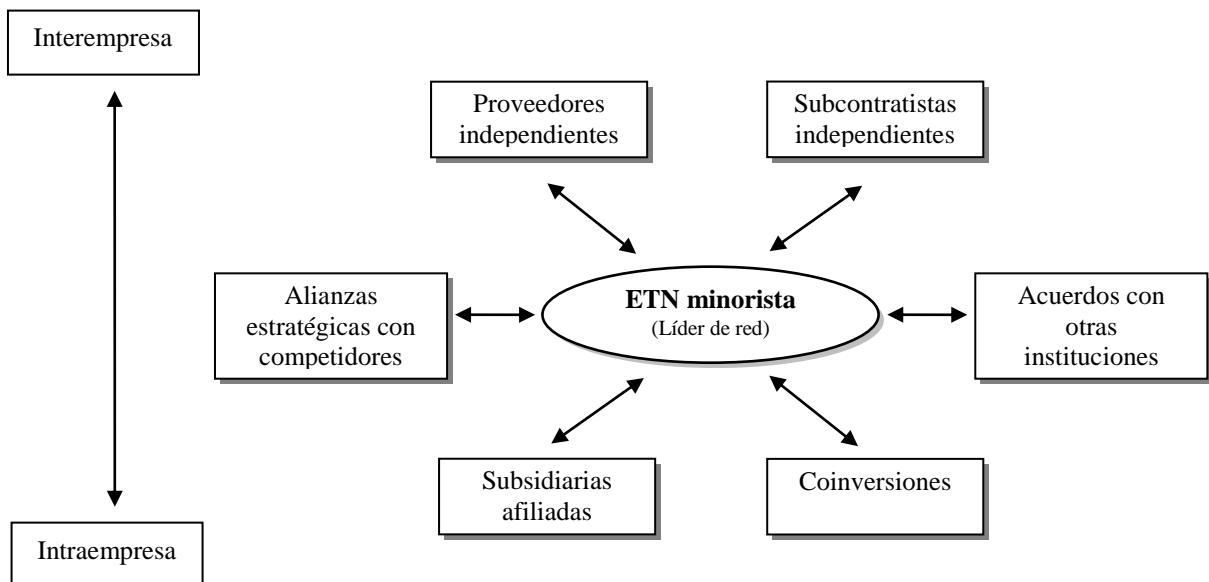 Interempresa
Proveedores
independientes
Subcontratistas
independientes
Alianzas
estratégicas con
competidores
ETN minorista
(Líder de red)
Acuerdos con
otras
instituciones
Subsidiarias
afiliadas
Coinversiones
Intraempresa